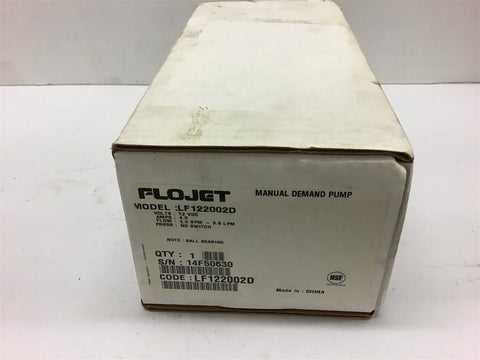 FLOJET
MANUAL DEMAND PUMP
MODEL :LF122002D
VOLTS : 12 VDC
AMPS : 4.0
FLOW : 1.0 GPM - 3.8 LPM
PRESS : NO SWITCH
NOTE : BALL BEARING
QTY : 1
S/N : 14F50630
CODE : LF122002D
NSF
Made in : CHINA